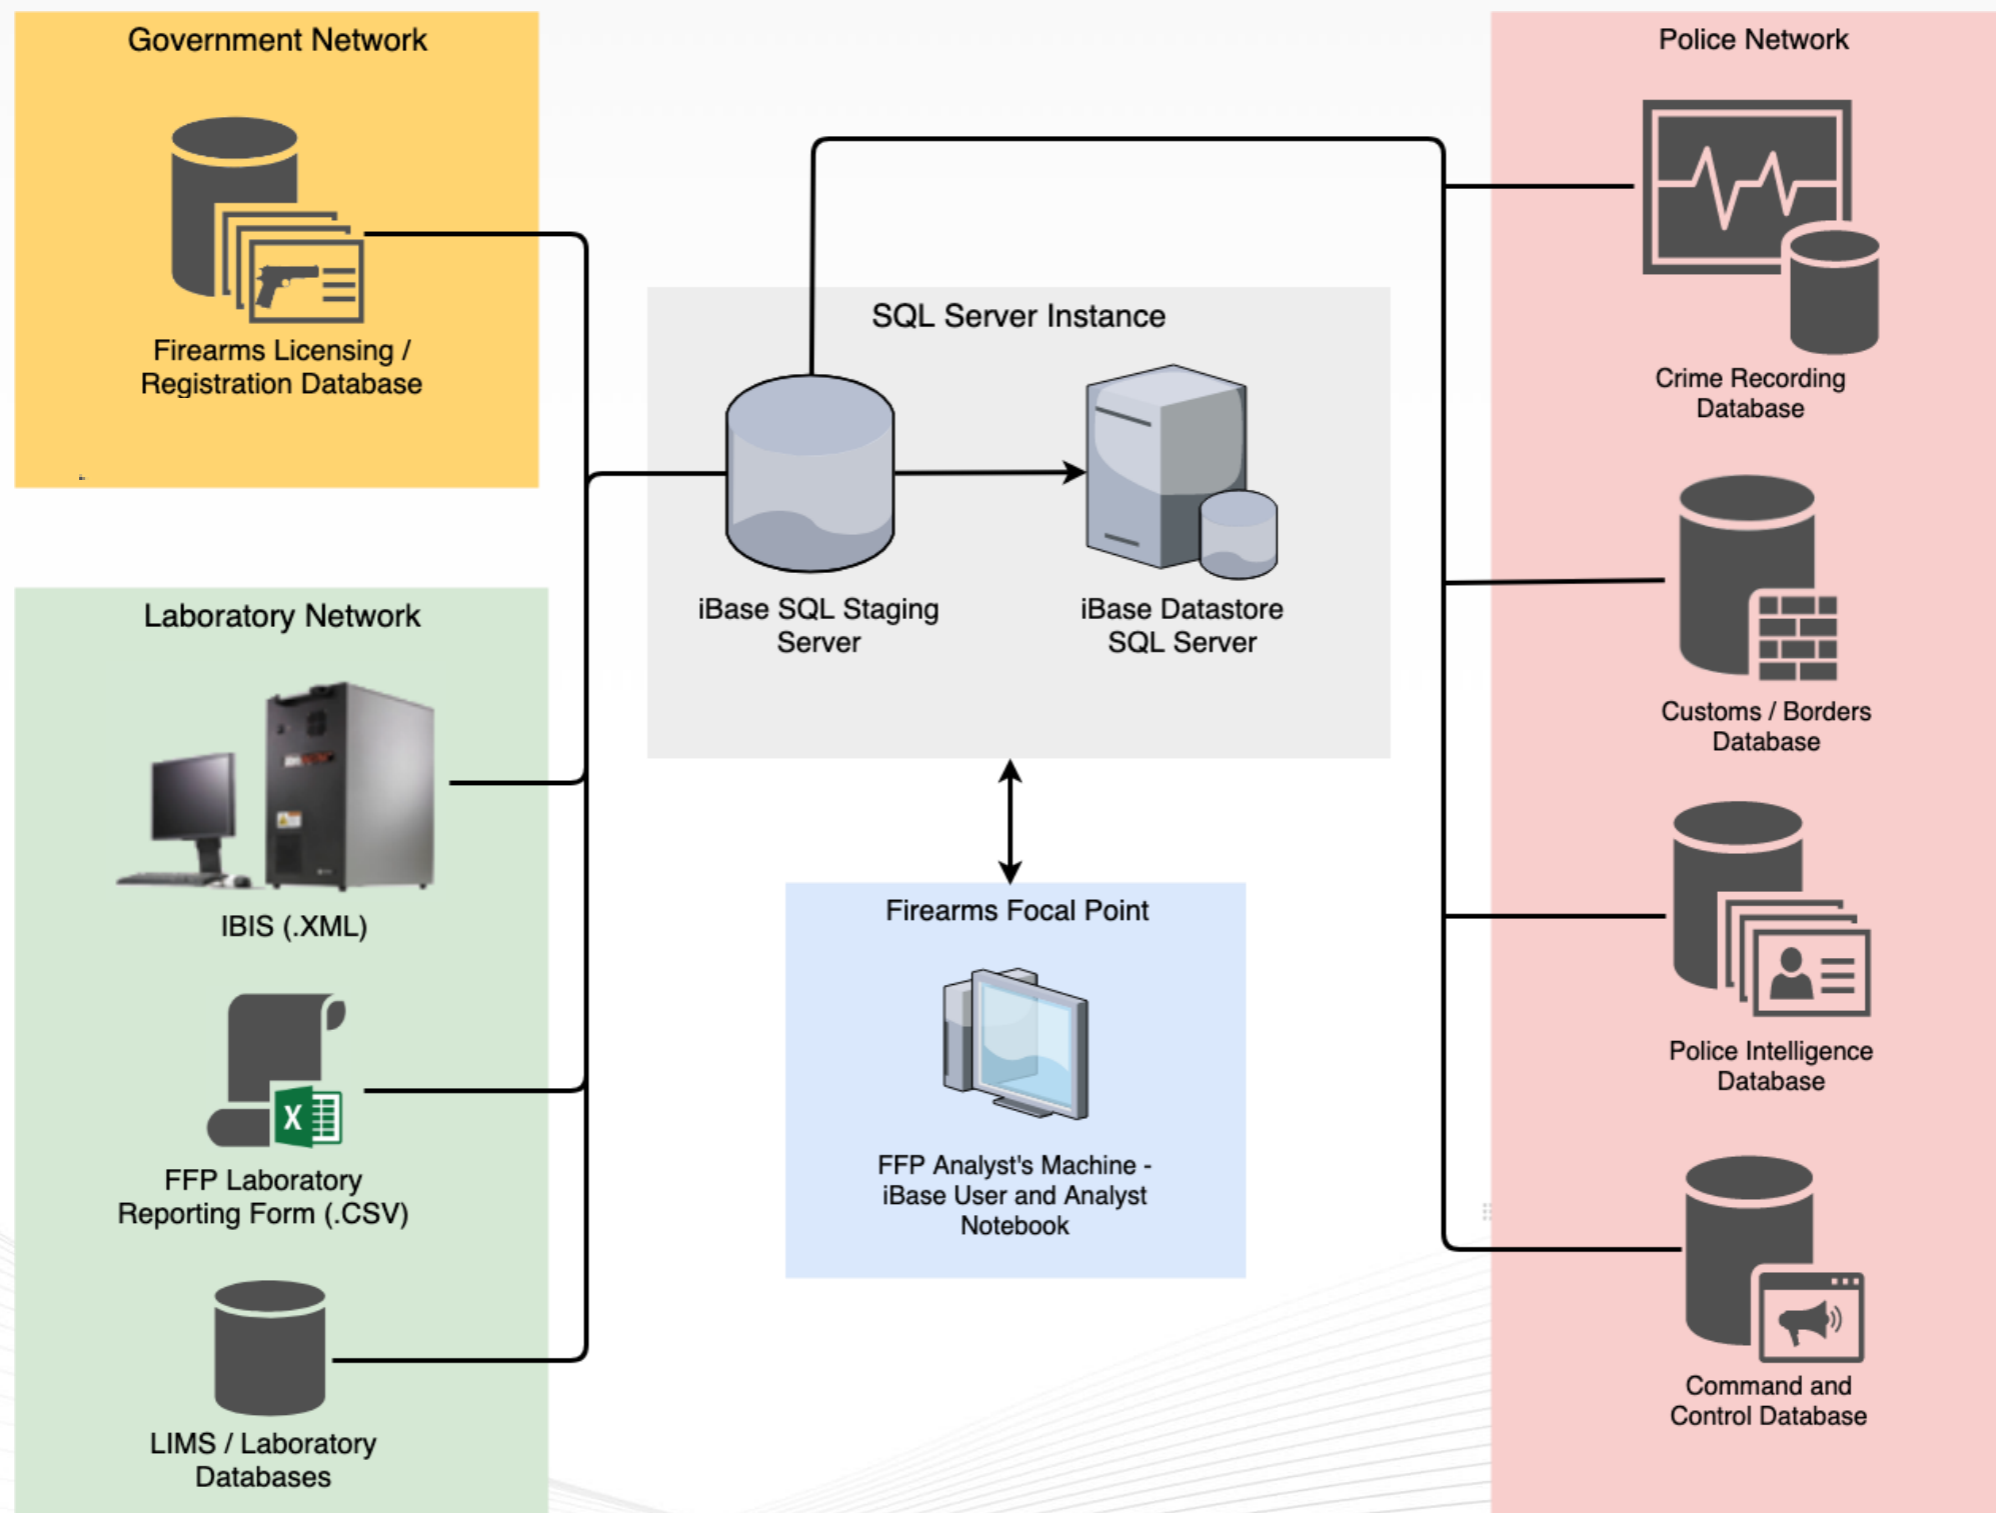 Government Network
Firearms Licensing /
Registration Database
Laboratory Network
IBIS (.XML)
FFP Laboratory
Reporting Form (.CSV)
LIMS / Laboratory
Databases
SQL Server Instance
iBase SQL Staging
Server
iBase Datastore
SQL Server
Firearms Focal Point
FFP Analyst's Machine -
iBase User and Analyst
Notebook
Police Network
Crime Recording
Database
Customs / Borders
Database
Police Intelligence
Database
Command and
Control Database
X